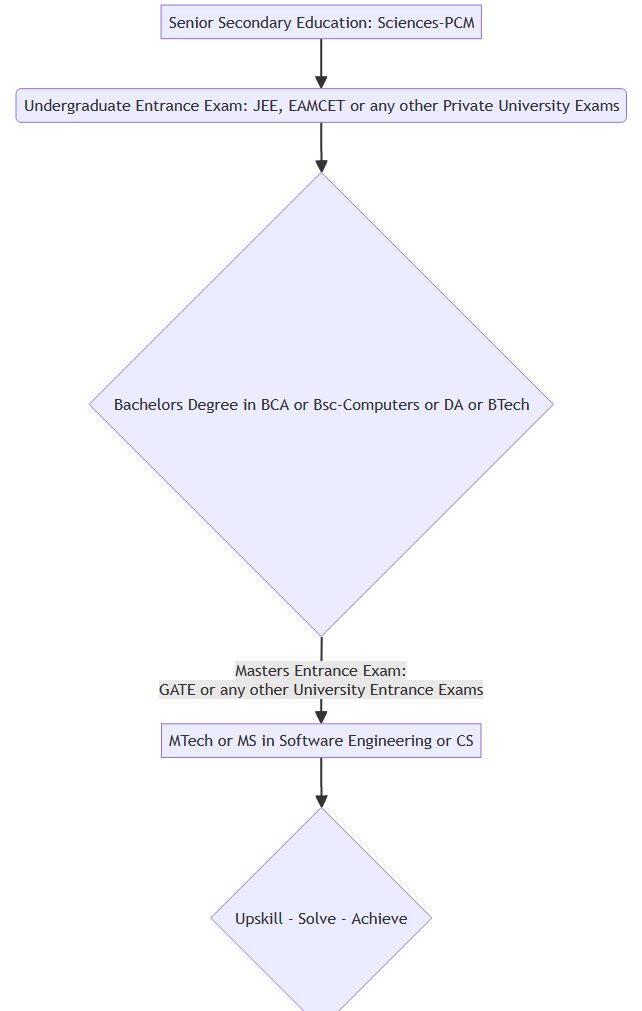 Senior Secondary Education: Sciences-PCM
Undergraduate Entrance Exam: JEE, EAMCET or any other Private University Exams
Bachelors Degree in BCA or Bsc-Computers or DA or BTech
Masters Entrance Exam:
GATE or any other University Entrance Exams
MTech or MS in Software Engineering or CS
Upskill - Solve - Achieve